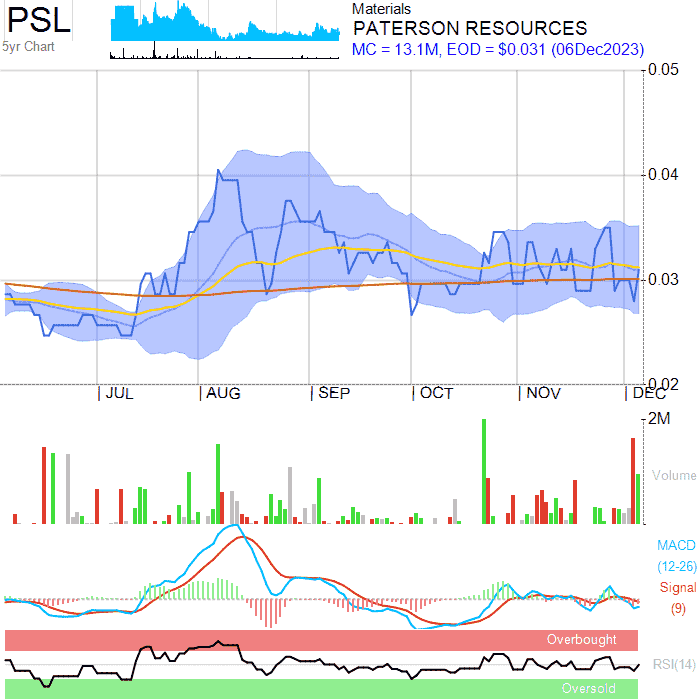 PSL
5yr Chart
Materials
PATERSON RESOURCES
MC = 13.1M, EOD = $0.031 (06Dec2023)
0.05
0.04
0.03
0.02
JUL AUG SEP OCT NOV DEC
2M
Volume
MACD
(12-26)
Signal
(9)
Overbought
RSI(14)
Oversold